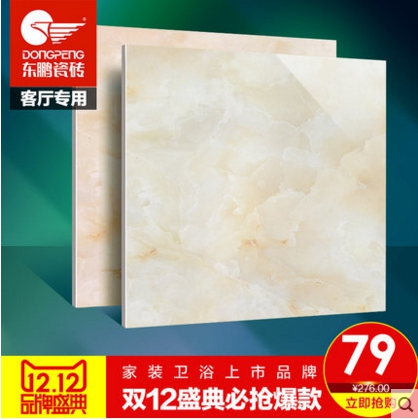 DONGPENG
东鹏瓷砖
客厅专用
12.12
品牌盛典
家装卫浴上市品牌
双12盛典必抢爆款
79
¥276.00
立即抢购